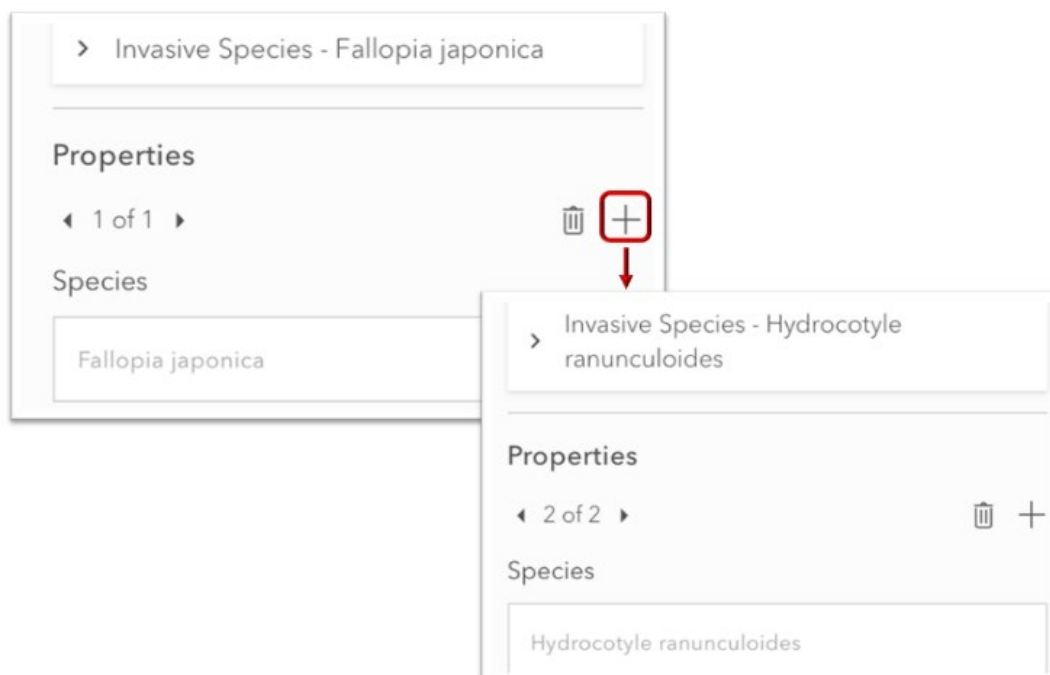 Invasive Species - Fallopia japonica
Properties
1 of 1
Species
Fallopia japonica
Invasive Species - Hydrocotyle
ranunculoides
Properties
2 of 2
Species
Hydrocotyle ranunculoides